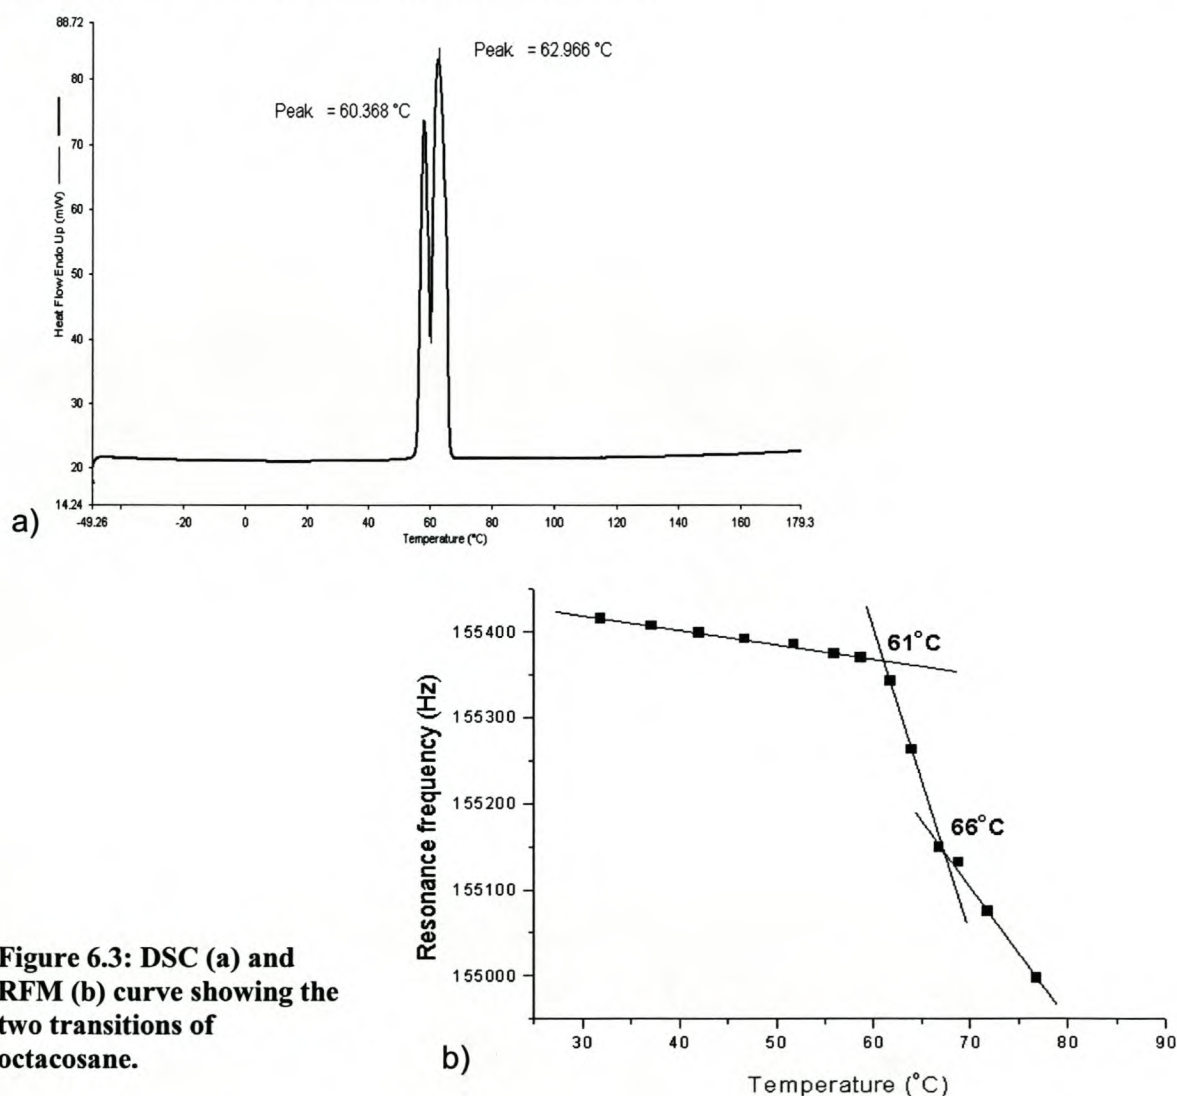 88.72
80
70
60
50
40
30
20
14.24
Heat Flow Endo Up (mW)
Peak = 60.368 °C
Peak = 62.966 °C
-49.26
-20
0
20
40
60
80
100
120
140
160
179.3
Temperature (°C)
a)
155400
155300
155200
155100
155000
Resonance frequency (Hz)
61°C
66°C
30
40
50
60
70
80
90
Temperature (°C)
b)
Figure 6.3: DSC (a) and
RFM (b) curve showing the
two transitions of
octacosane.